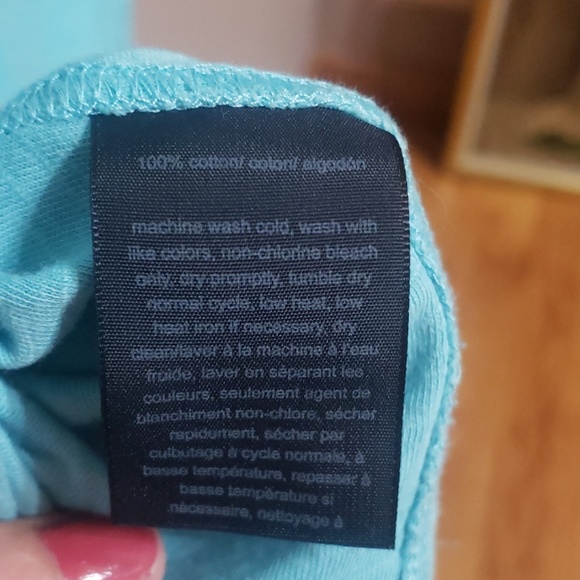 100% cotton/ coton/ algodón
machine wash cold, wash with
like colors, non-chlorine bleach
only, dry promptly, tumble dry
normal cycle, low heat, low
heat iron if necessary, dry
clean/laver à la machine à l'eau
froide, laver en séparant les
couleurs, seulement agent de
blanchiment non-chlore, sécher
rapidement, sécher par
culbutage à cycle normale, à
basse température, repasser à
basse température si
nécessaire, nettoyage à